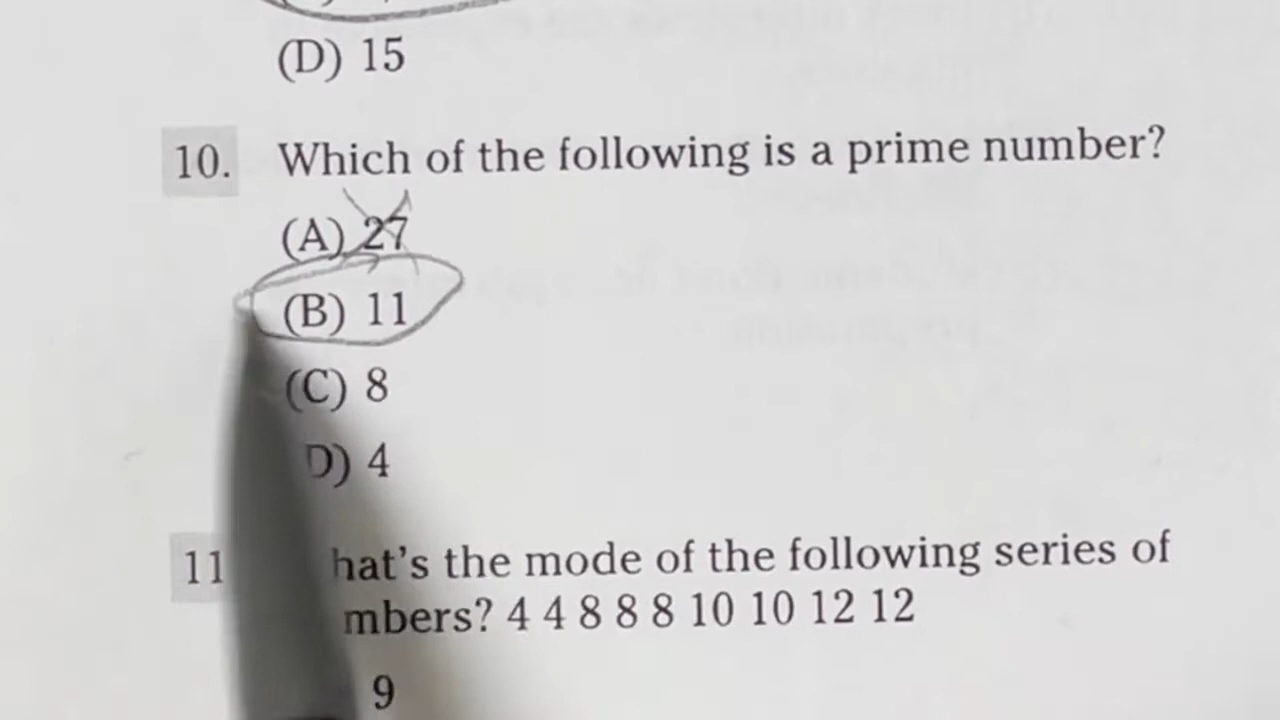 (D) 15
10. Which of the following is a prime number?
(A) 27
(B) 11
(C) 8
D) 4
11 hat's the mode of the following series of
mbers? 4 4 8 8 8 10 10 12 12
9